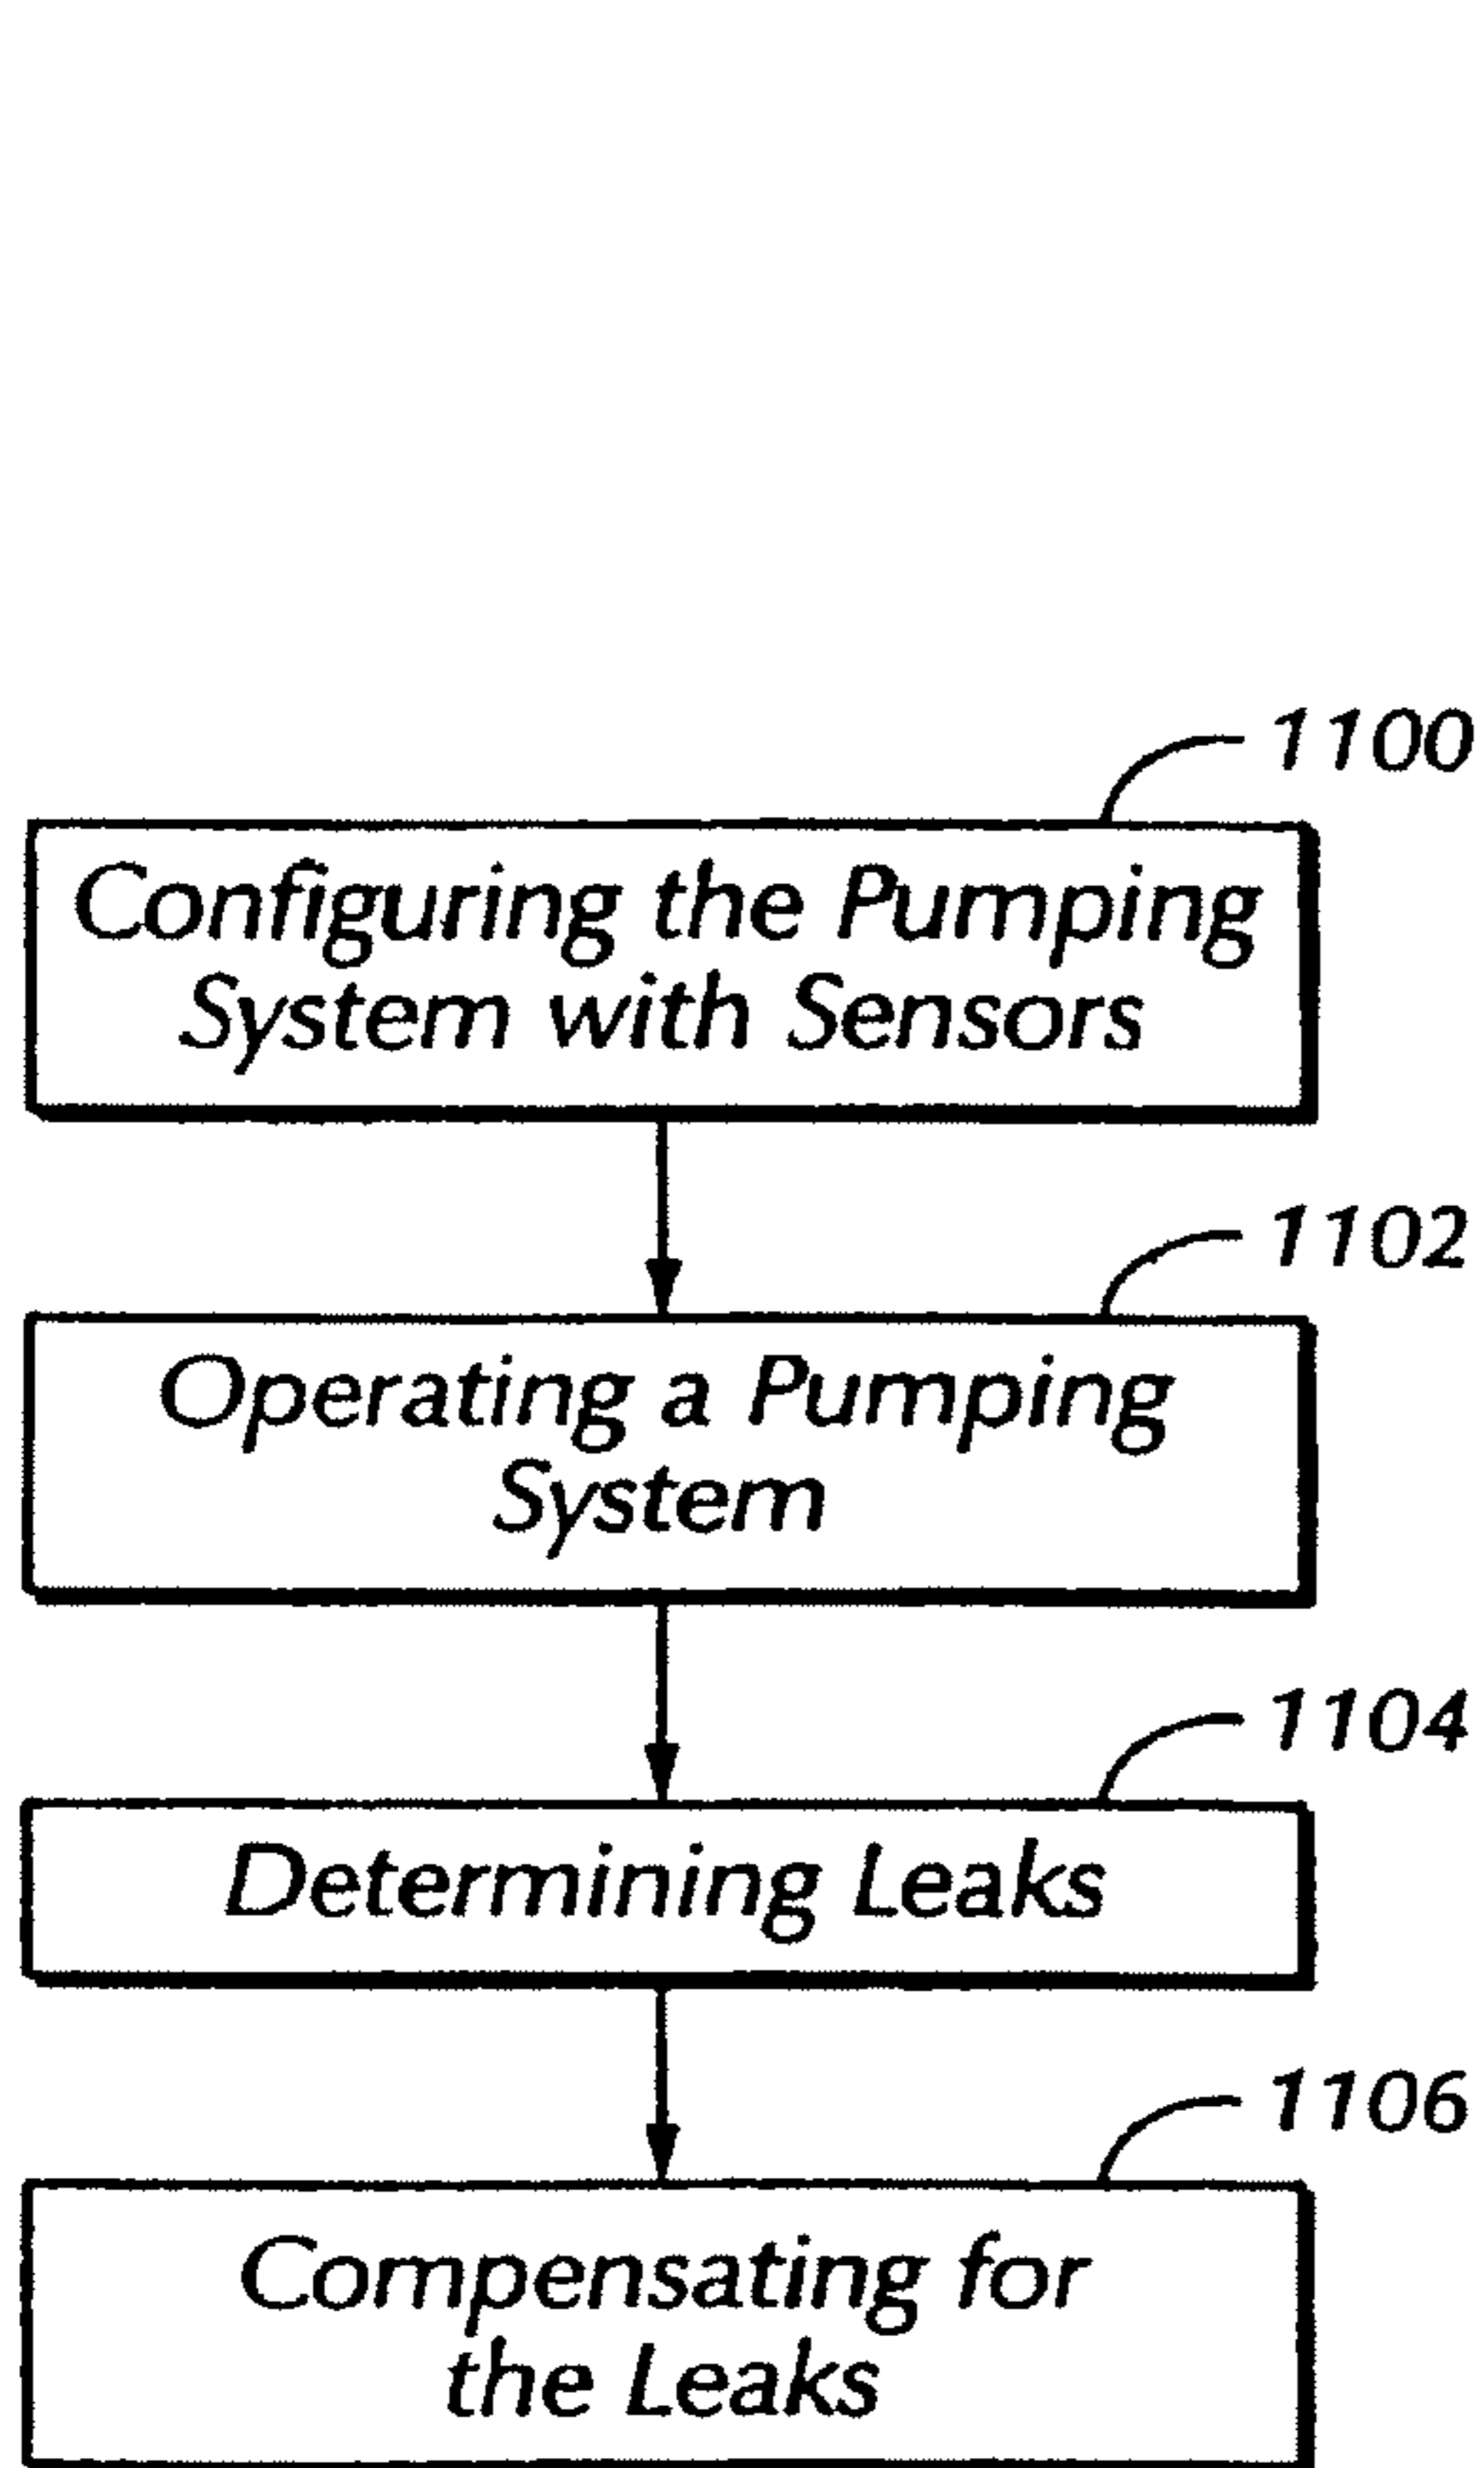 1100
Configuring the Pumping
System with Sensors
1102
Operating a Pumping
System
1104
Determining Leaks
1106
Compensating for
the Leaks